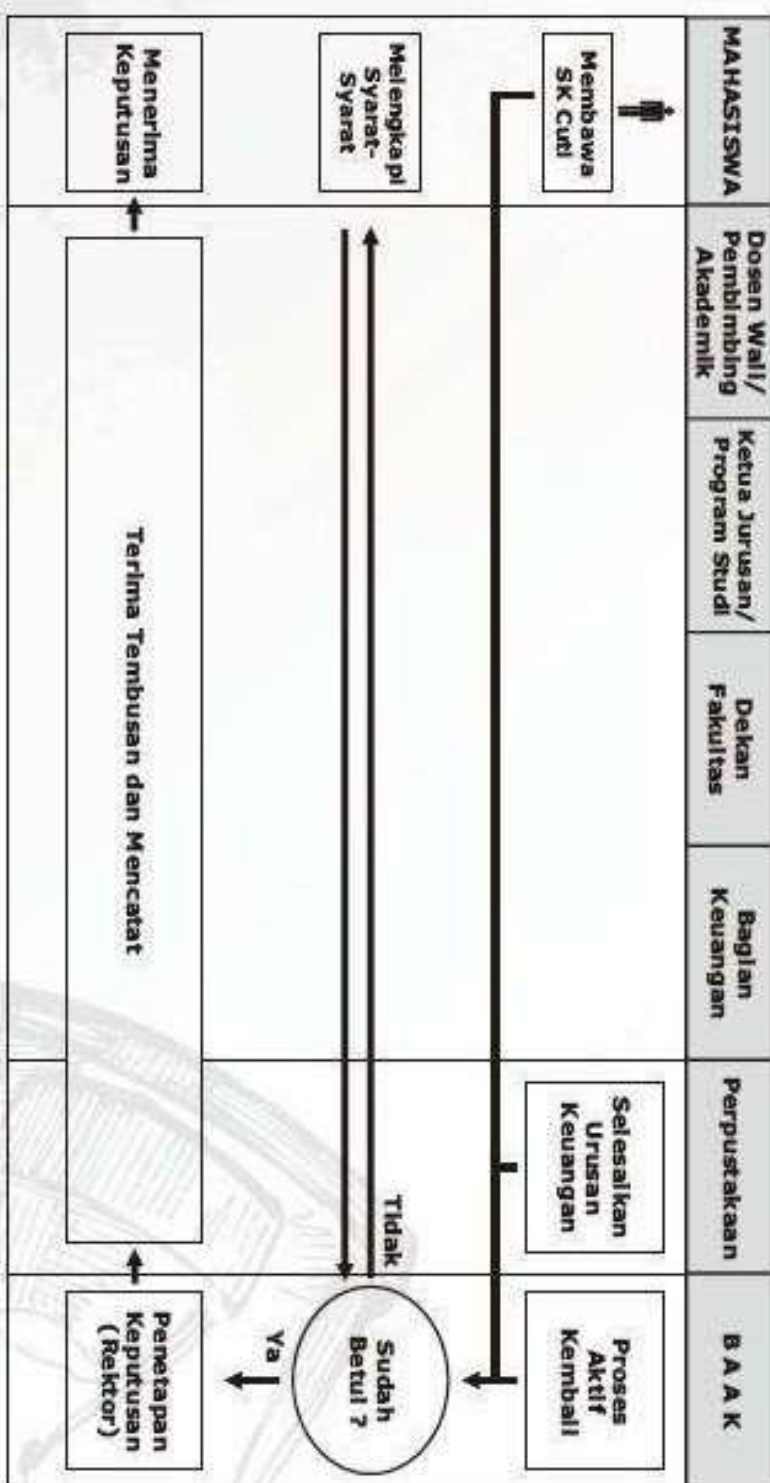 MAHASISWA
Dosen Wali/
Pembimbing
Akademik
Ketua Jurusan/
Program Studi
Dekan
Fakultas
Bagian
Keuangan
Perpustakaan
B A A K
Membawa
SK Cuti
Selesaikan
Urusan
Keuangan
Proses
Aktif
Kembali
Melengkapi
Syarat-
Syarat
Tidak
Sudah
Betul ?
Ya
Menerima
Keputusan
Terima Tembusan dan Mencatat
Penetapan
Keputusan
(Rektor)